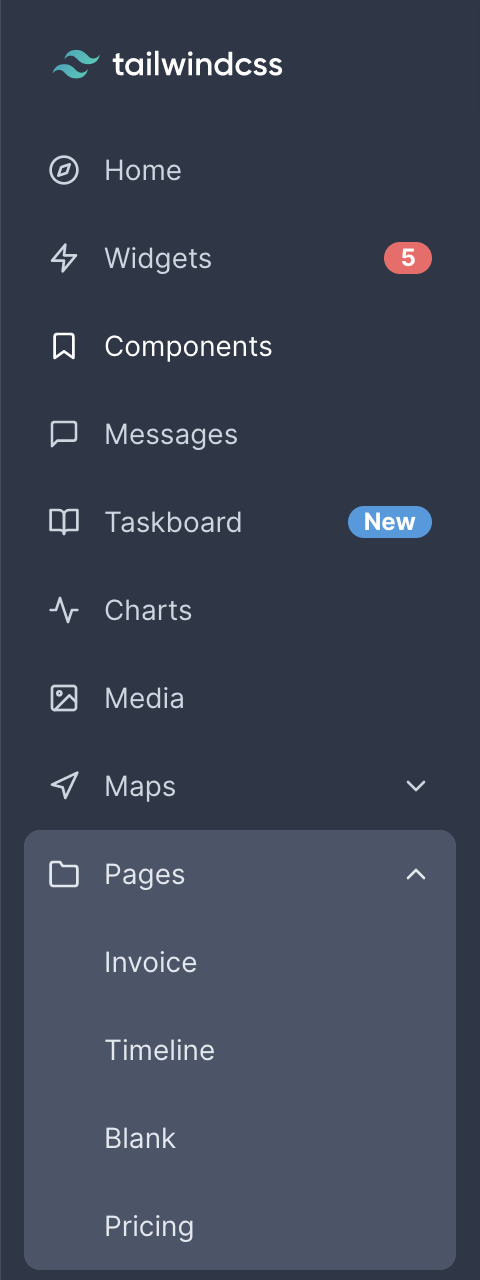 tailwindcss
Home
Widgets 5
Components
Messages
Taskboard New
Charts
Media
Maps
Pages
Invoice
Timeline
Blank
Pricing